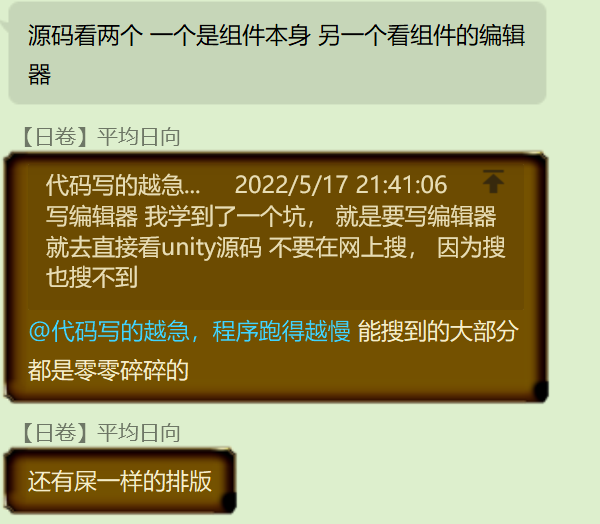 源码看两个 一个是组件本身 另一个看组件的编辑
器
【日卷】平均日向
代码写的越急... 2022/5/17 21:41:06
写编辑器 我学到了一个坑， 就是要写编辑器
就去直接看unity源码 不要在网上搜， 因为搜
也搜不到
@代码写的越急，程序跑得越慢 能搜到的大部分
都是零零碎碎的
【日卷】平均日向
还有屎一样的排版